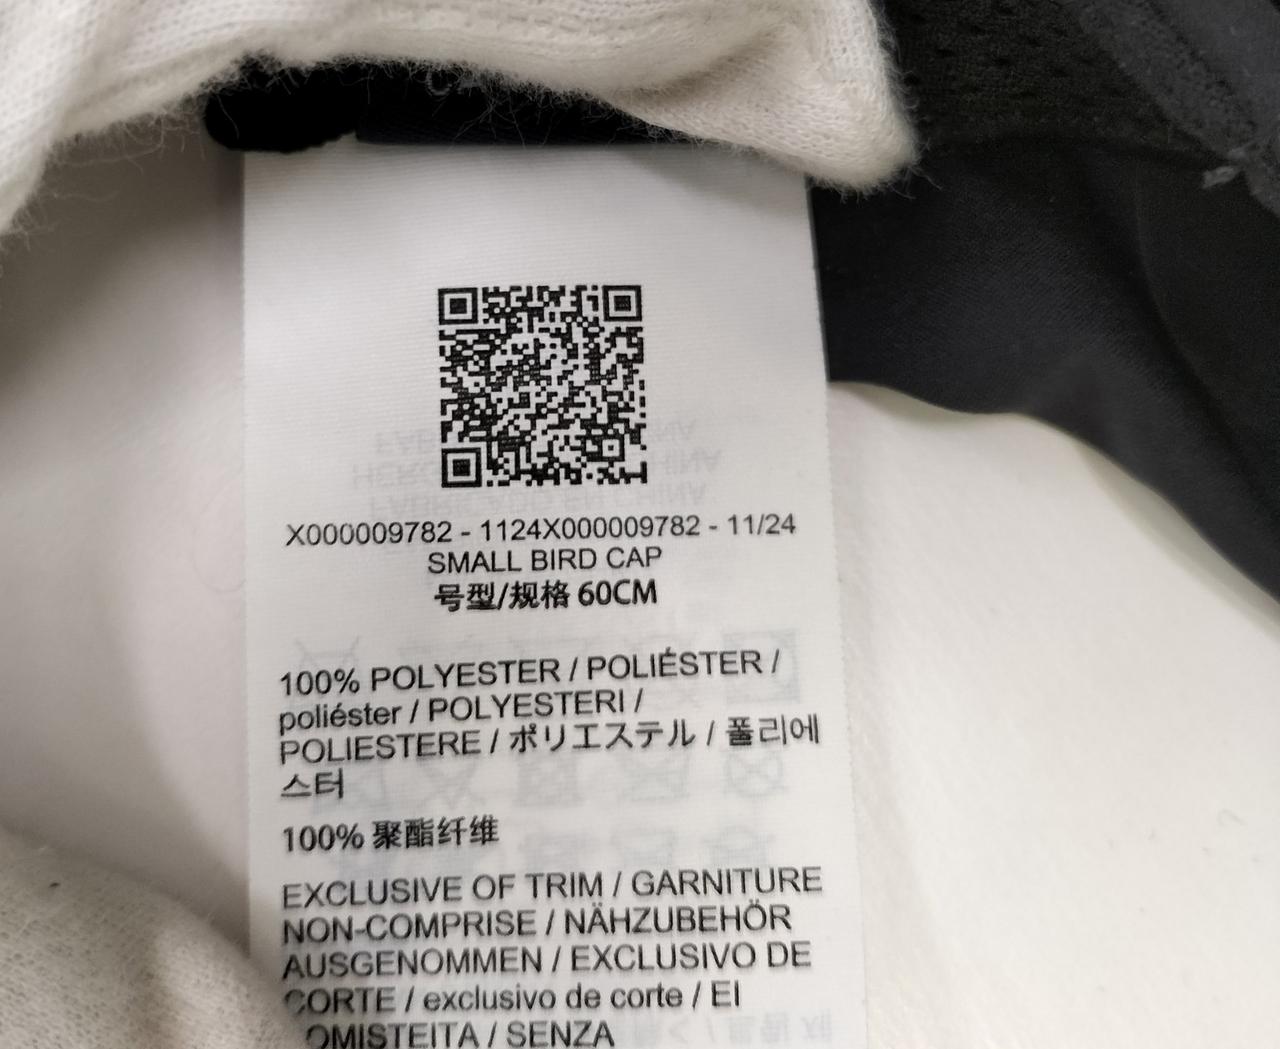 X000009782 - 1124X000009782 - 11/24
SMALL BIRD CAP
号型/规格 60CM
100% POLYESTER / POLIÉSTER /
poliéster / POLYESTERI /
POLIESTERE / ポリエステル / 폴리에
스터
100% 聚酯纤维
EXCLUSIVE OF TRIM / GARNITURE
NON-COMPRISE / NÄHZUBEHÖR
AUSGENOMMEN / EXCLUSIVO DE
CORTE / exclusivo de corte / EI
OMISTEITA / SENZA